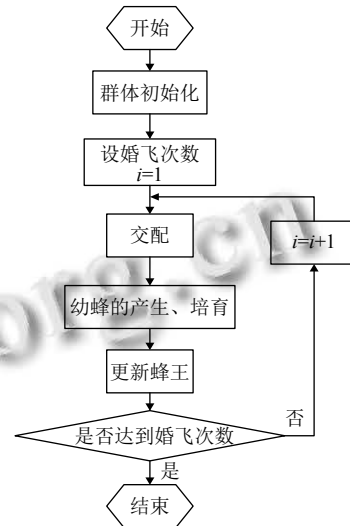 开始
群体初始化
设婚飞次数
i=1
交配
i=i+1
幼蜂的产生、培育
更新蜂王
否
是否达到婚飞次数
是
结束
org.cn